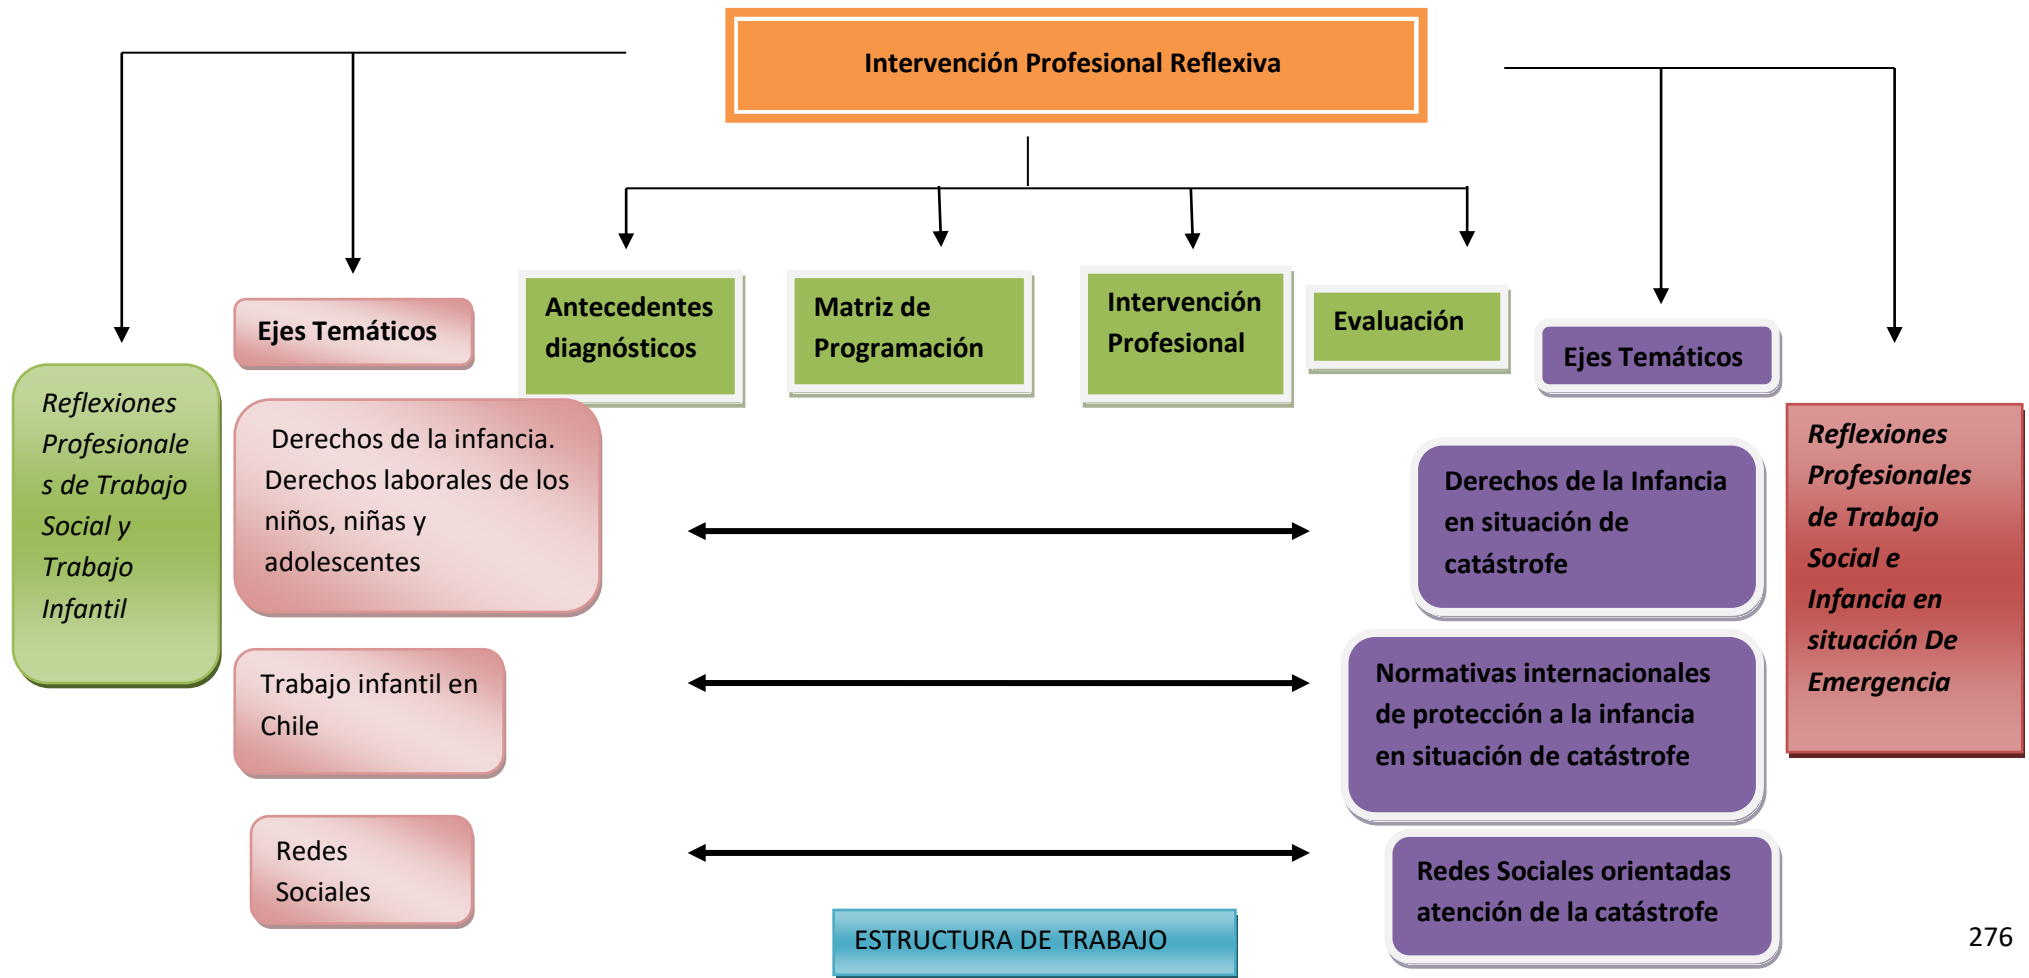 Intervención Profesional Reflexiva
Reflexiones
Profesionale
s de Trabajo
Social y
Trabajo
Infantil
Ejes Temáticos
Derechos de la infancia.
Derechos laborales de los
niños, niñas y
adolescentes
Trabajo infantil en
Chile
Redes
Sociales
Antecedentes
diagnósticos
Matriz de
Programación
Intervención
Profesional
Evaluación
Ejes Temáticos
Derechos de la Infancia
en situación de
catástrofe
Normativas internacionales
de protección a la infancia
en situación de catástrofe
Redes Sociales orientadas
atención de la catástrofe
Reflexiones
Profesionales
de Trabajo
Social e
Infancia en
situación De
Emergencia
ESTRUCTURA DE TRABAJO
276